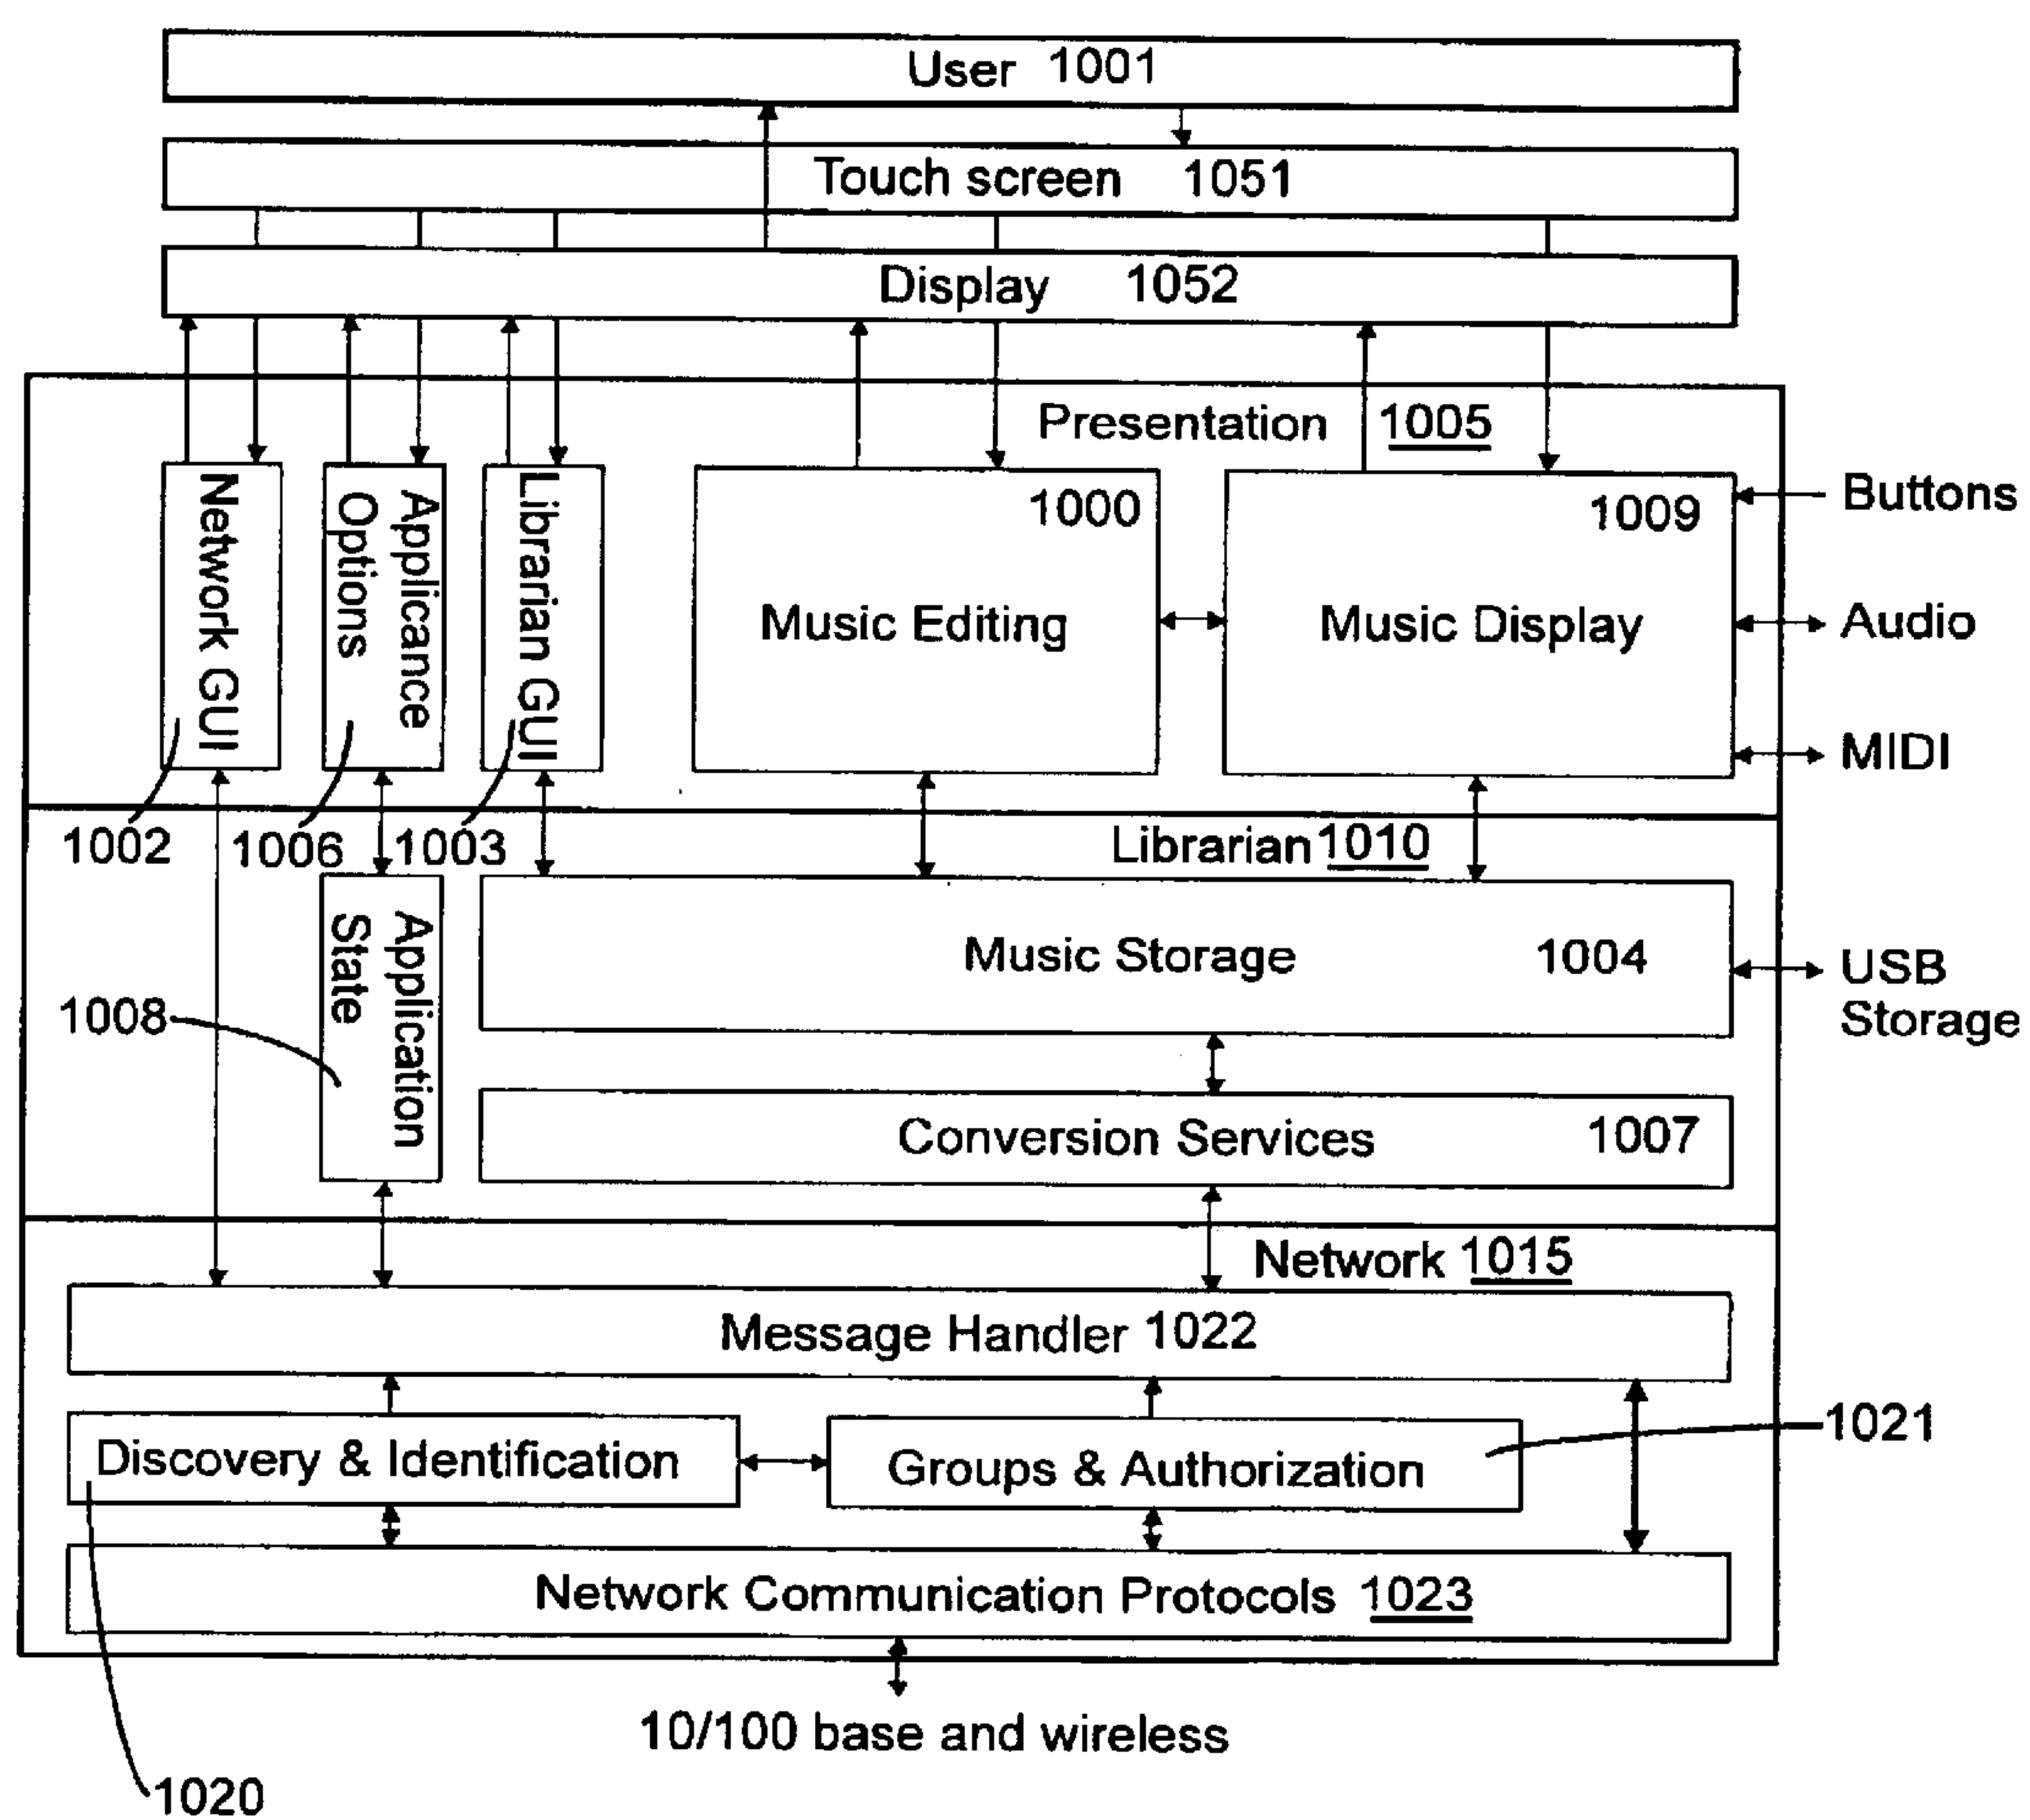 User 1001
Touch screen 1051
Display 1052
Presentation 1005
Network GUI
Applicance
Options
Librarian GUI
1000
Music Editing
1009
Music Display
Buttons
Audio
MIDI
1002
1006
1003
Librarian 1010
Application
State
1008
Music Storage 1004
USB
Storage
Conversion Services 1007
Network 1015
Message Handler 1022
Discovery & Identification
Groups & Authorization
1021
Network Communication Protocols 1023
10/100 base and wireless
1020